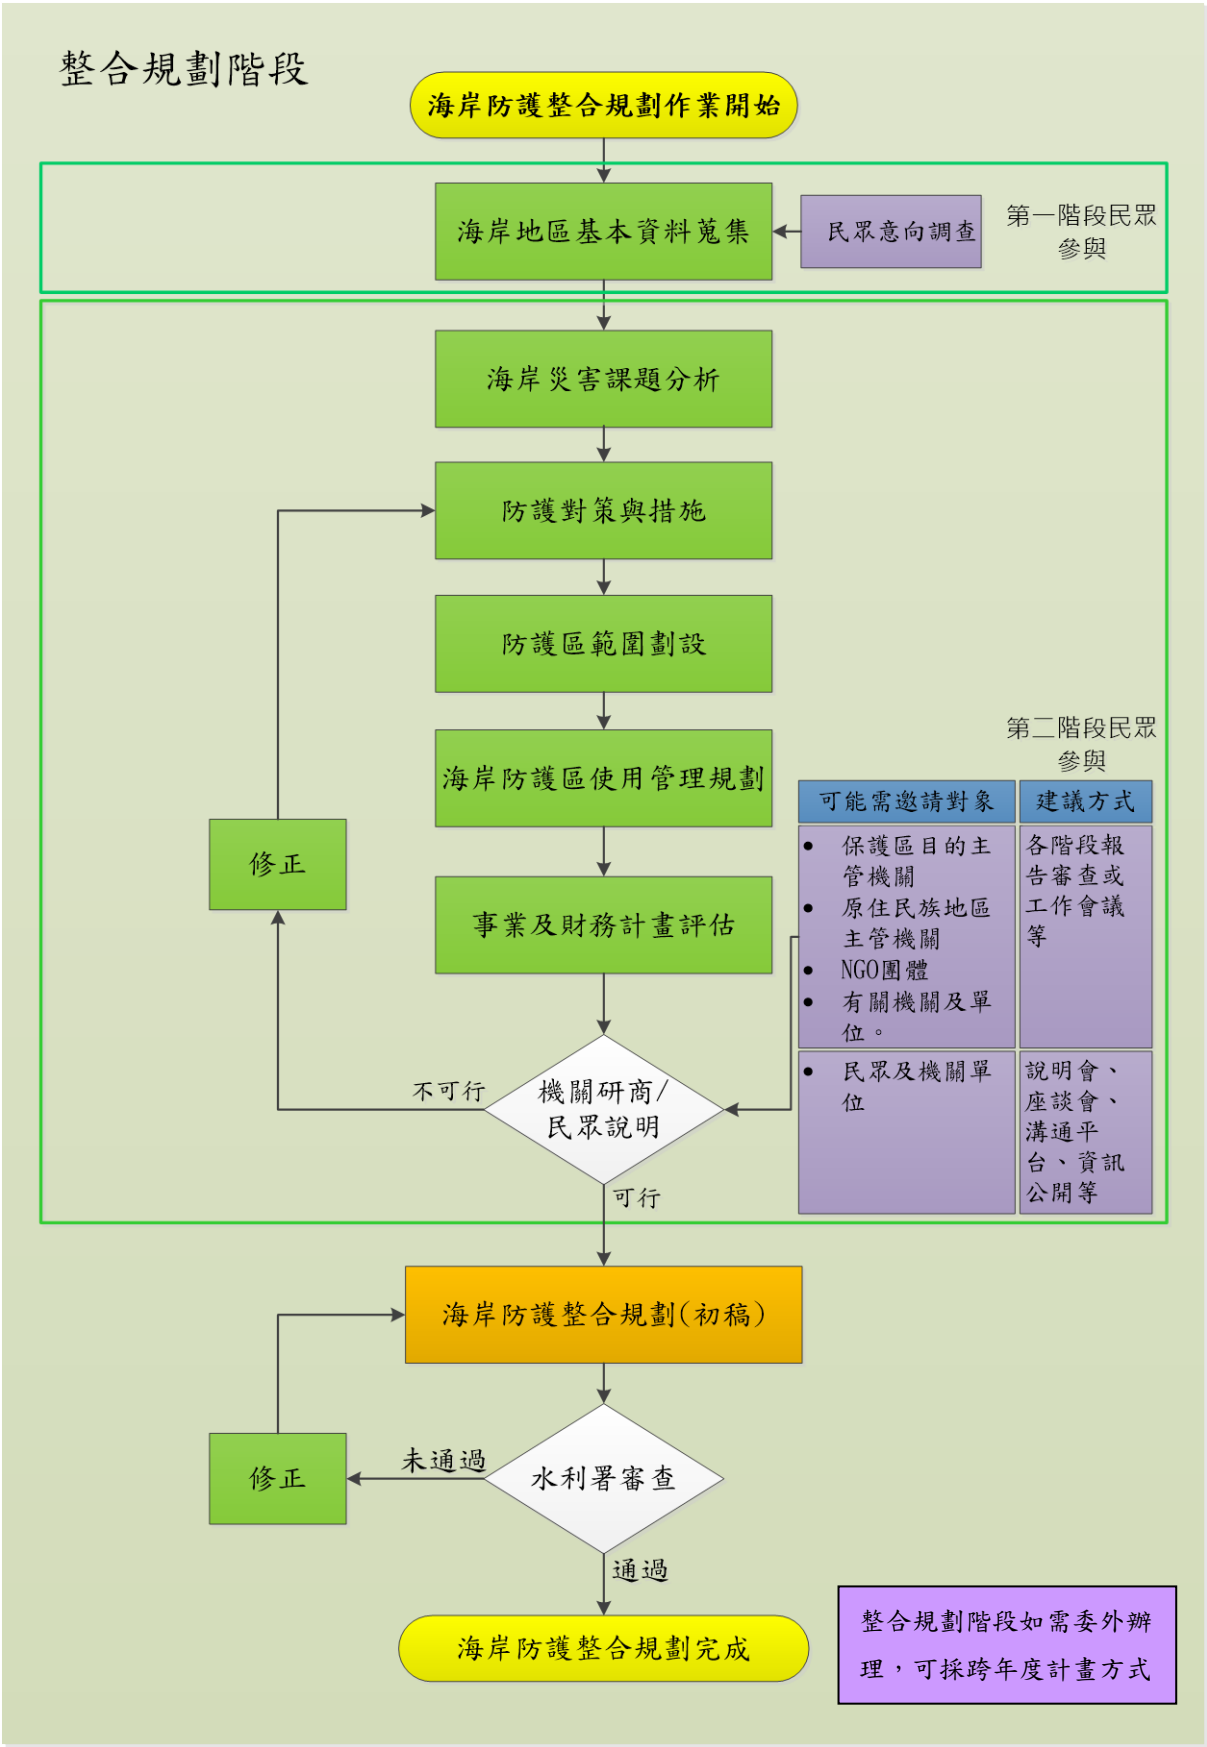 整合規劃階段
海岸防護整合規劃作業開始
海岸地區基本資料蒐集
民眾意向調查
第一階段民眾
參與
海岸災害課題分析
防護對策與措施
防護區範圍劃設
海岸防護區使用管理規劃
事業及財務計畫評估
修正
第二階段民眾
參與
可能需邀請對象
建議方式
• 保護區目的主
管機關
• 原住民族地區
主管機關
• NGO團體
• 有關機關及單
位。
各階段報
告審查或
工作會議
等
• 民眾及機關單
位
說明會、
座談會、
溝通平
台、資訊
公開等
機關研商/
民眾說明
不可行
可行
海岸防護整合規劃(初稿)
水利署審查
未通過
修正
通過
海岸防護整合規劃完成
整合規劃階段如需委外辦
理，可採跨年度計畫方式